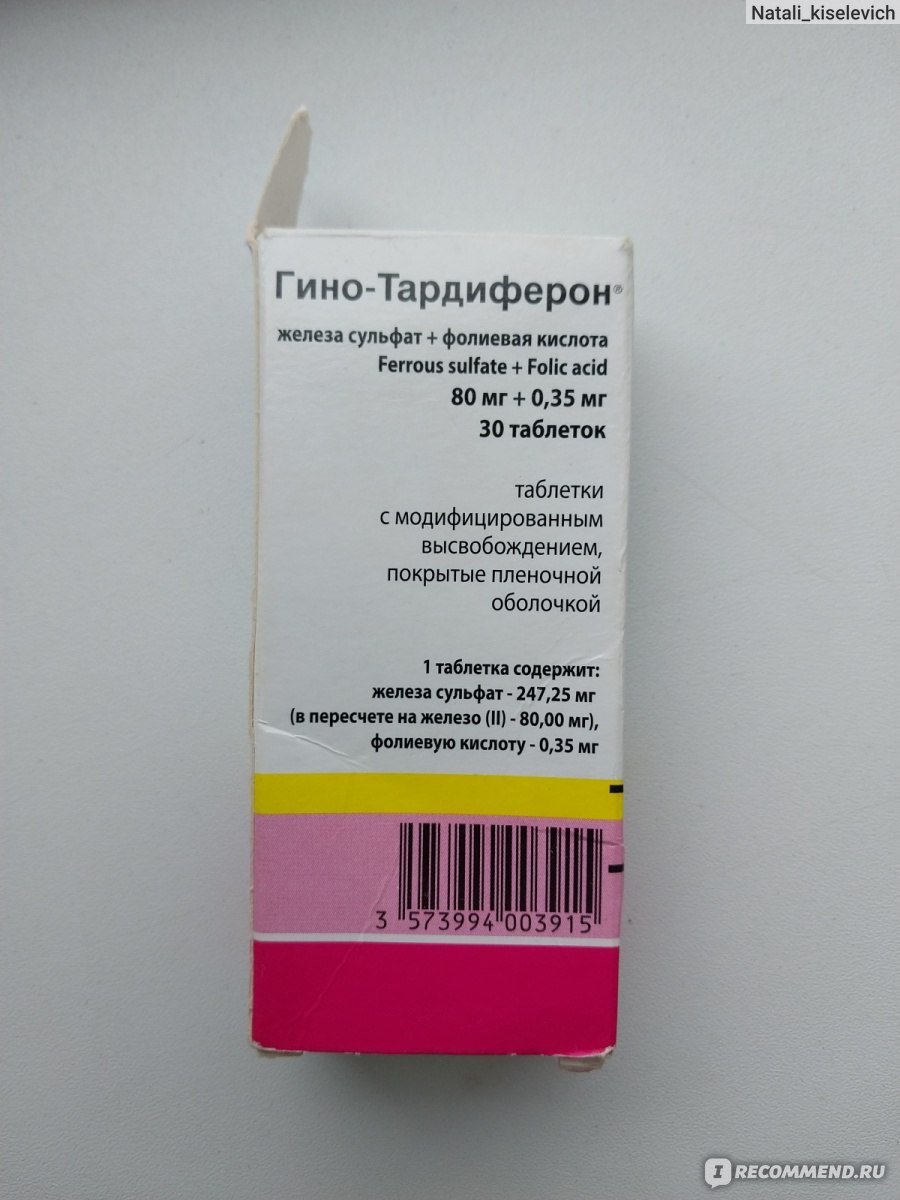 Natali_kiselevich
Гино-Тардиферон®
железа сульфат + фолиевая кислота
Ferrous sulfate + Folic acid
80 мг + 0,35 мг
30 таблеток
таблетки
с модифицированным
высвобождением,
покрытые пленочной
оболочкой
1 таблетка содержит:
железа сульфат - 247,25 мг
(в пересчете на железо (II) - 80,00 мг),
фолиевую кислоту - 0,35 мг
3 573994 003915
IRECOMMEND.RU